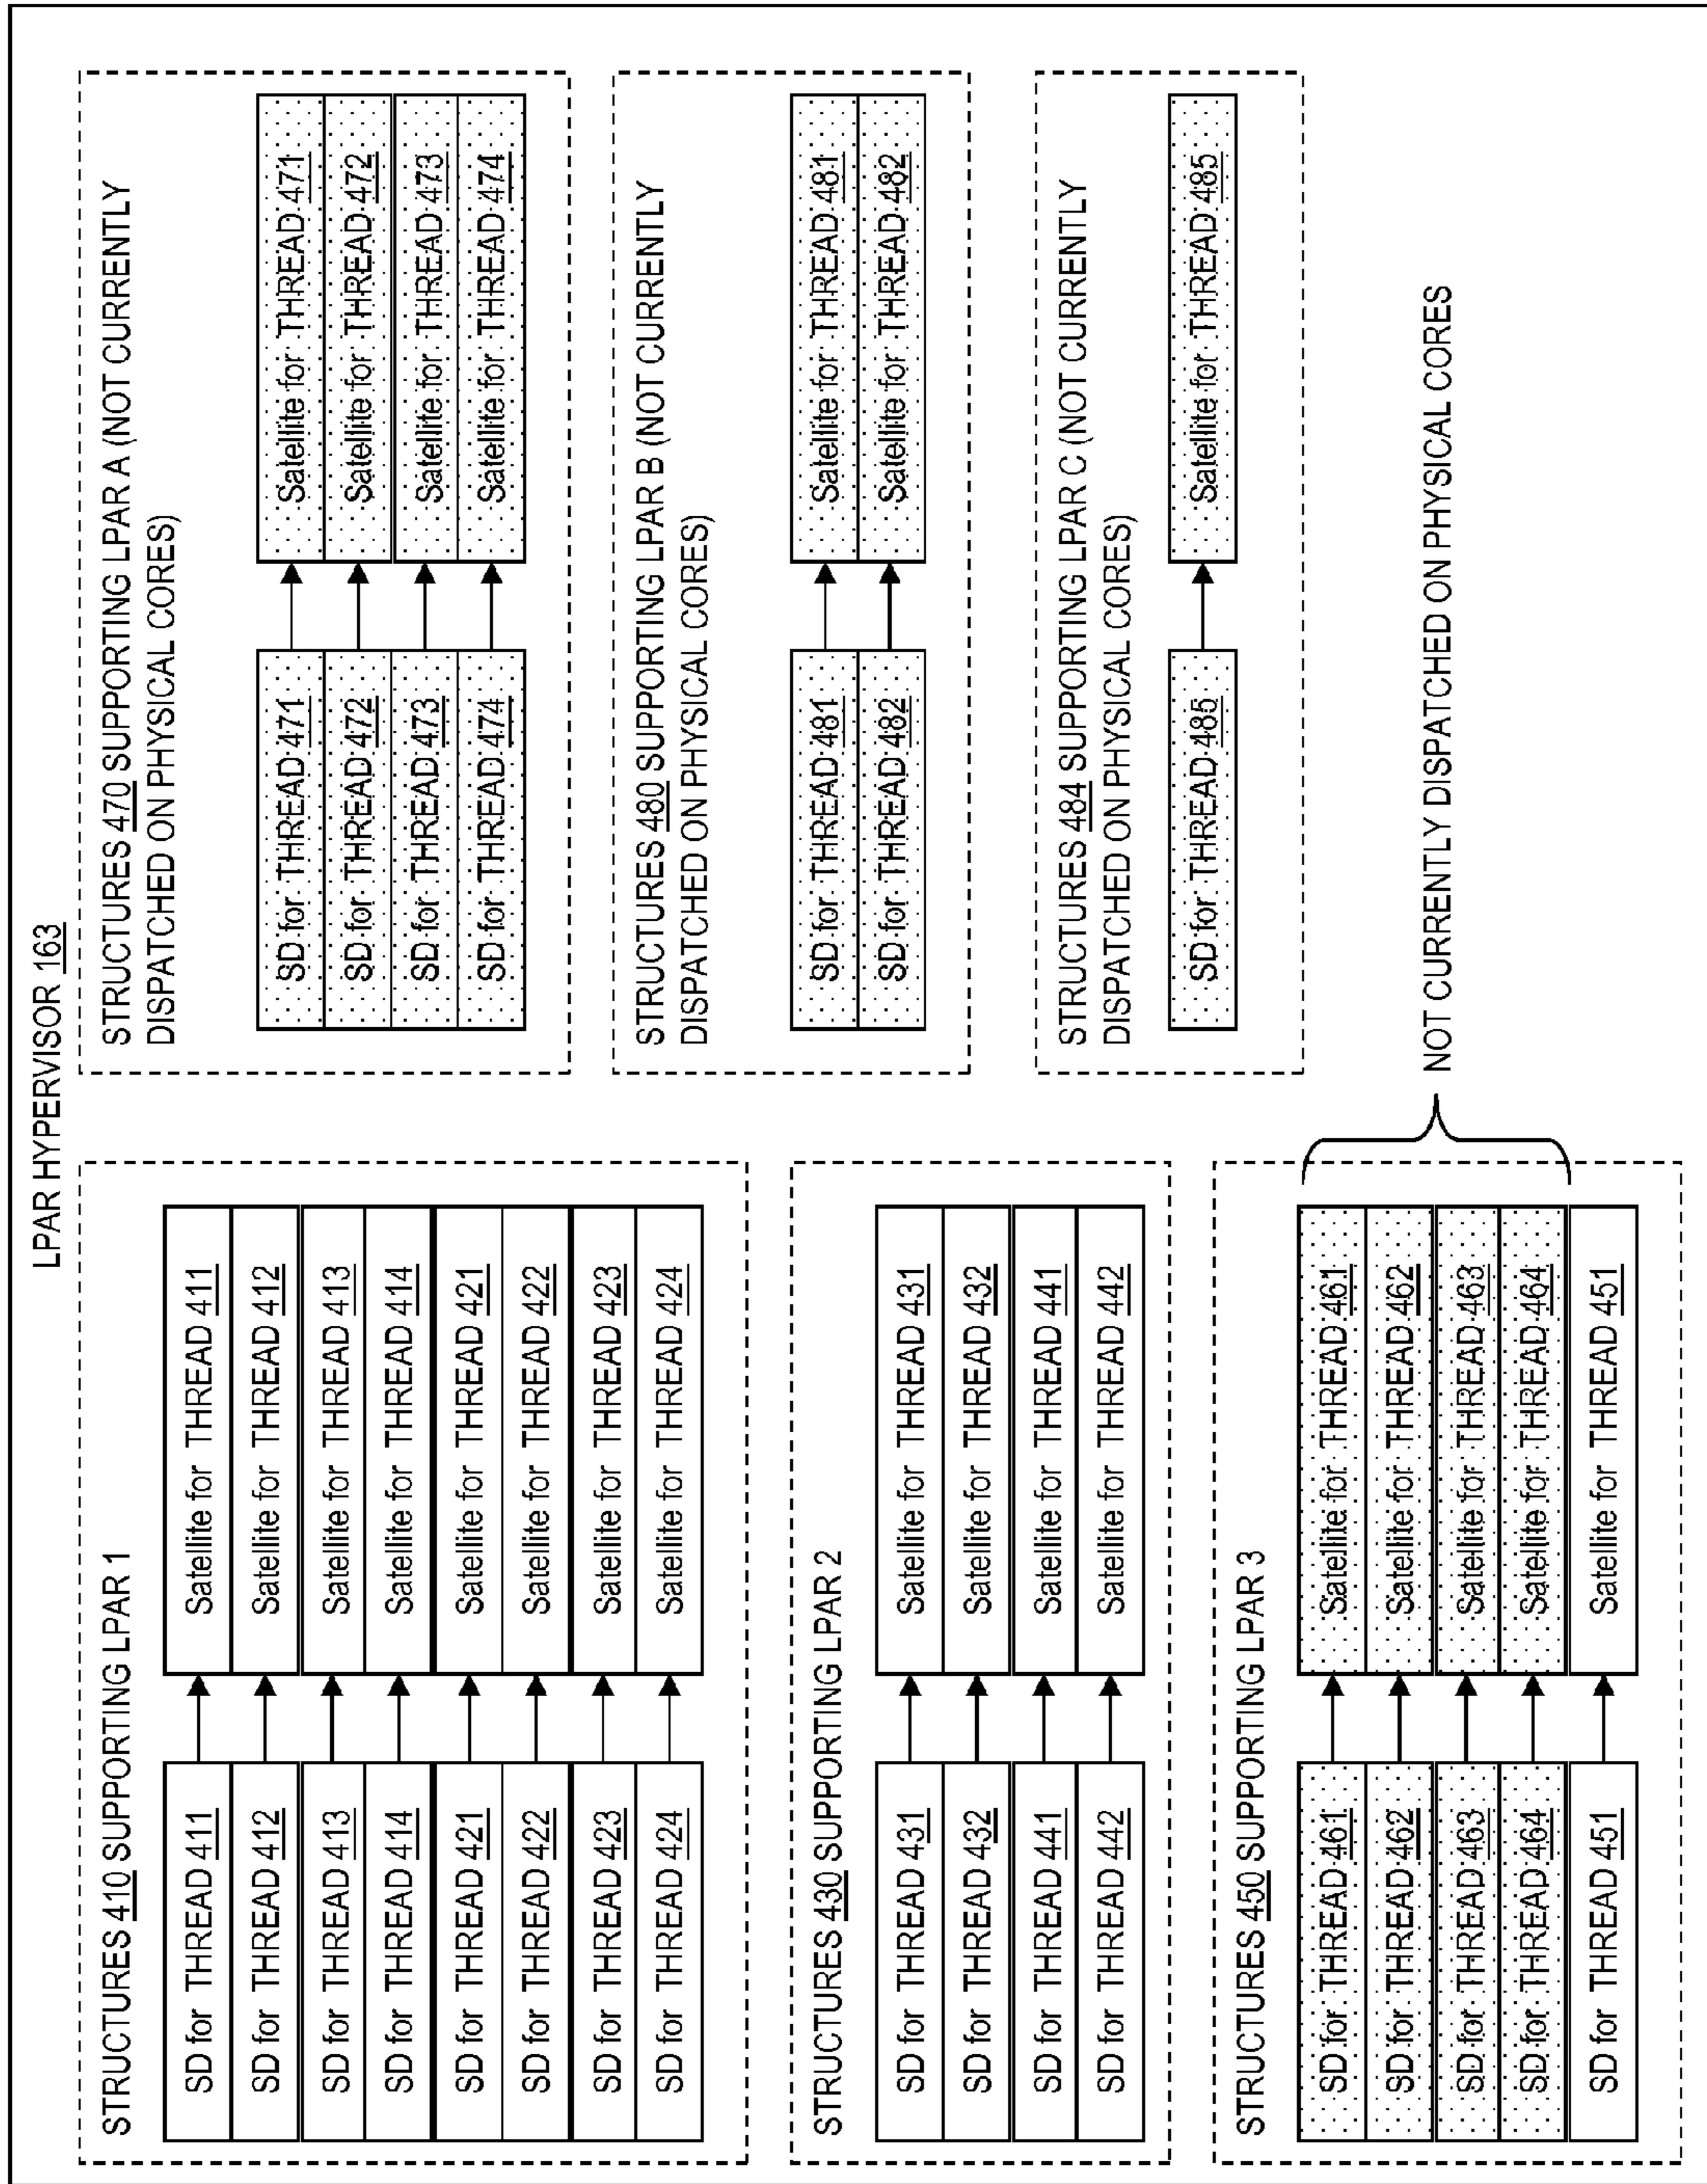 LPAR HYPERVISOR 163
STRUCTURES 410 SUPPORTING LPAR 1
SD for THREAD 411
Satellite for THREAD 411
SD for THREAD 412
Satellite for THREAD 412
SD for THREAD 413
Satellite for THREAD 413
SD for THREAD 414
Satellite for THREAD 414
SD for THREAD 421
Satellite for THREAD 421
SD for THREAD 422
Satellite for THREAD 422
SD for THREAD 423
Satellite for THREAD 423
SD for THREAD 424
Satellite for THREAD 424
STRUCTURES 430 SUPPORTING LPAR 2
SD for THREAD 431
Satellite for THREAD 431
SD for THREAD 432
Satellite for THREAD 432
SD for THREAD 441
Satellite for THREAD 441
SD for THREAD 442
Satellite for THREAD 442
STRUCTURES 450 SUPPORTING LPAR 3
SD for THREAD 461
Satellite for THREAD 461
SD for THREAD 462
Satellite for THREAD 462
SD for THREAD 463
Satellite for THREAD 463
SD for THREAD 464
Satellite for THREAD 464
SD for THREAD 451
Satellite for THREAD 451
STRUCTURES 470 SUPPORTING LPAR A (NOT CURRENTLY
DISPATCHED ON PHYSICAL CORES)
SD for THREAD 471
Satellite for THREAD 471
SD for THREAD 472
Satellite for THREAD 472
SD for THREAD 473
Satellite for THREAD 473
SD for THREAD 474
Satellite for THREAD 474
STRUCTURES 480 SUPPORTING LPAR B (NOT CURRENTLY
DISPATCHED ON PHYSICAL CORES)
SD for THREAD 481
Satellite for THREAD 481
SD for THREAD 482
Satellite for THREAD 482
STRUCTURES 484 SUPPORTING LPAR C (NOT CURRENTLY
DISPATCHED ON PHYSICAL CORES)
SD for THREAD 485
Satellite for THREAD 485
NOT CURRENTLY DISPATCHED ON PHYSICAL CORES